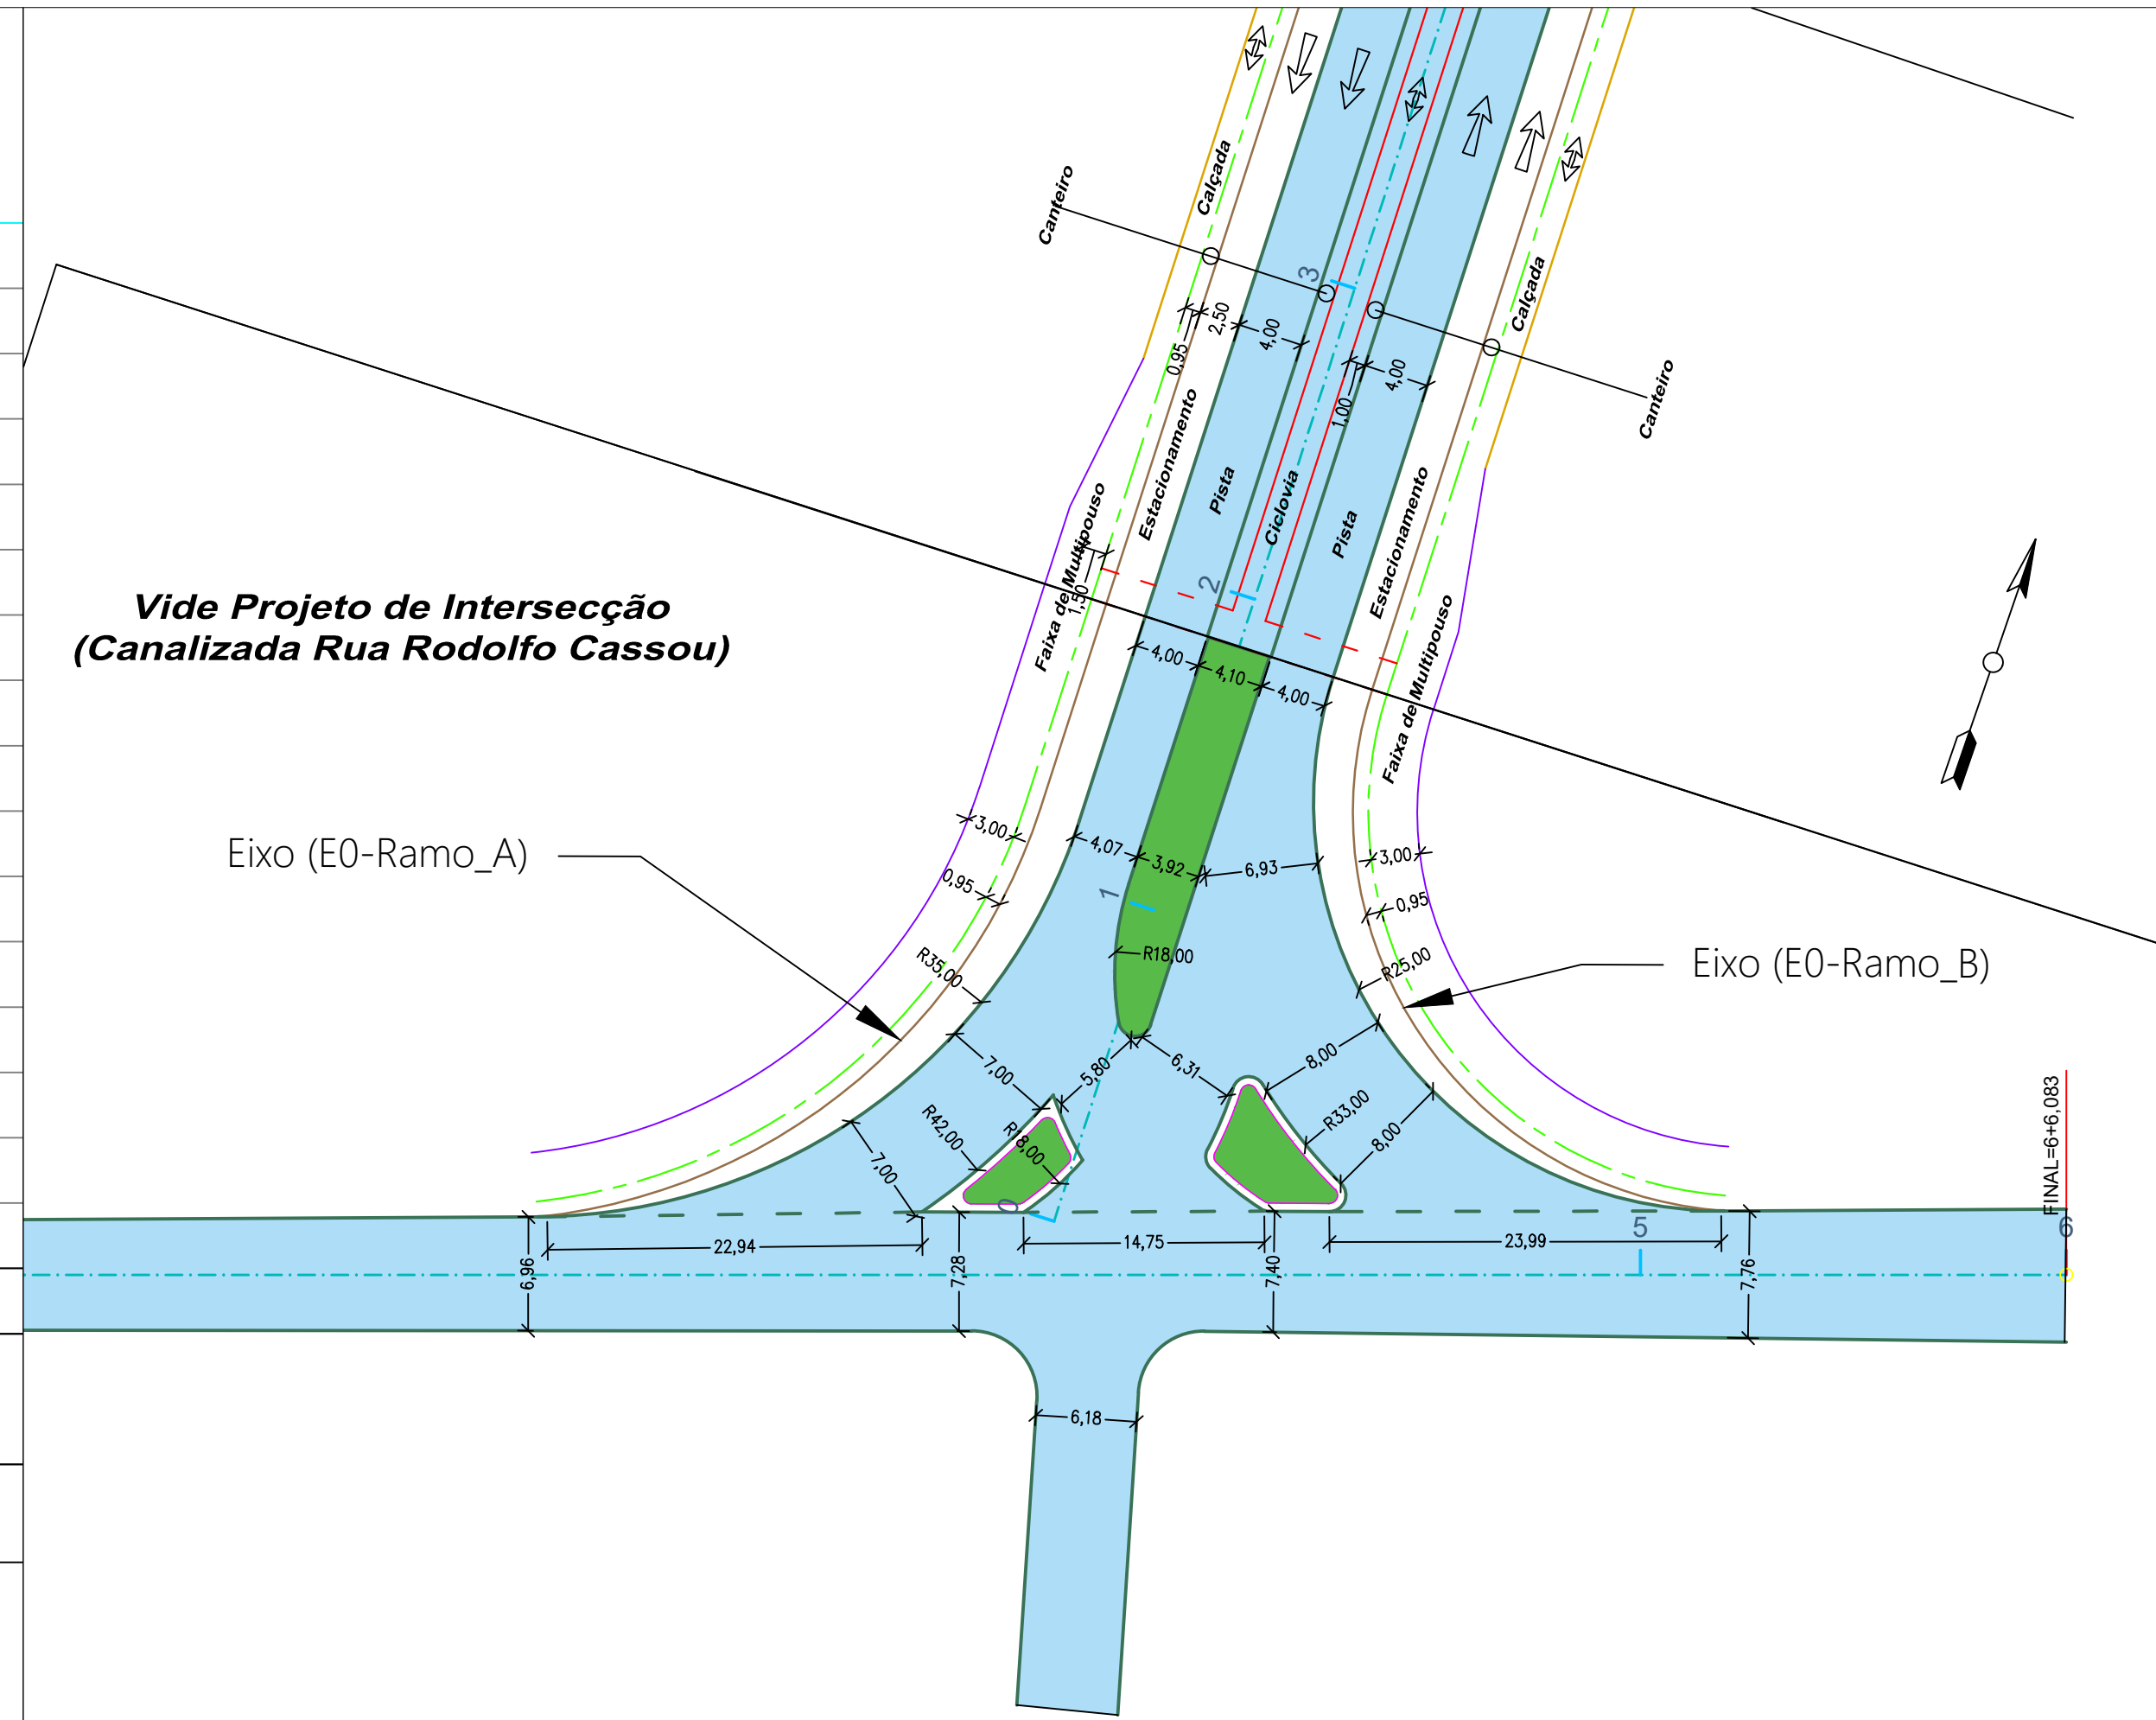 Canteiro
Calçada
3
Calçada
2,50
4,00
0,95
4,00
1,00
Canteiro
Estacionamento
Pista
Ciclovia
Pista
Estacionamento
Faixa de Multipouso
1,50
2
Faixa de Multipouso
Vide Projeto de Intersecção
(Canalizada Rua Rodolfo Cassou)
4,00
4,10
4,00
3,00
4,07
3,92
6,93
3,00
Eixo (E0-Ramo_A)
0,95
1
0,95
R35,00
R18,00
R25,00
Eixo (E0-Ramo_B)
7,00
5,80
6,31
8,00
R42,00
R18,00
R33,00
8,00
7,00
FINAL=6+6,083
0
5
6
22,94
14,75
23,99
6,96
7,28
7,40
7,76
6,18